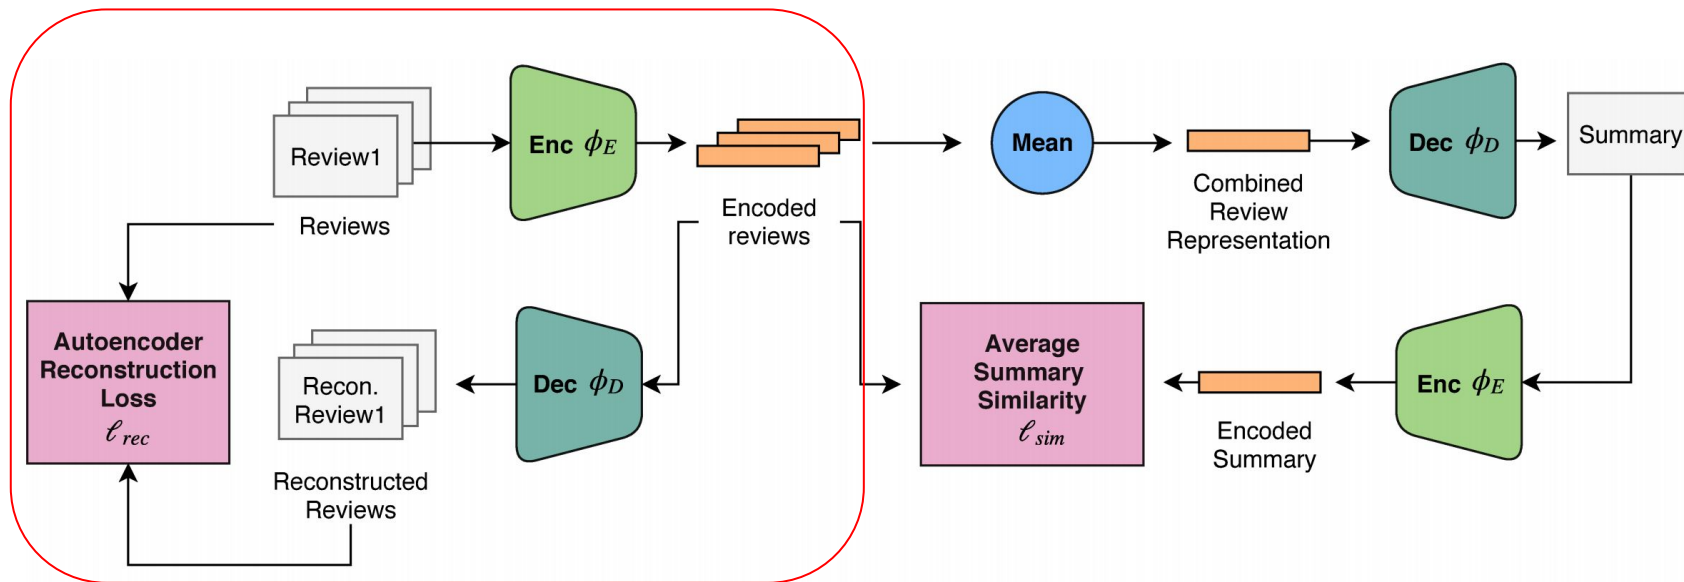 Review1
Reviews
Enc ϕE
Encoded
reviews
Mean
Combined
Review
Representation
Dec ϕD
Summary
Autoencoder
Reconstruction
Loss
ℓrec
Recon.
Review1
Reconstructed
Reviews
Dec ϕD
Average
Summary
Similarity
ℓsim
Encoded
Summary
Enc ϕE